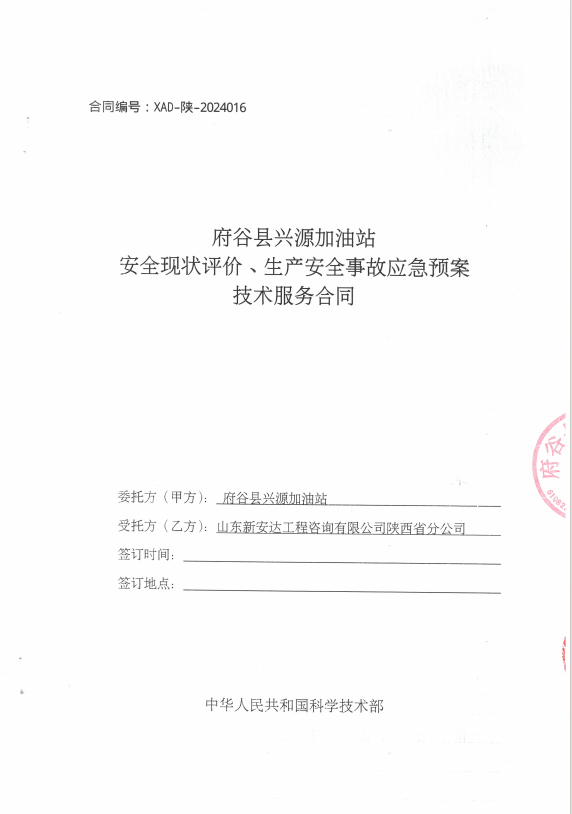 合同编号：XAD-陕-2024016
府谷县兴源加油站
安全现状评价、生产安全事故应急预案
技术服务合同
府谷
委托方（甲方）：府谷县兴源加油站
受托方（乙方）：山东新安达工程咨询有限公司陕西省分公司
签订时间：
签订地点：
中华人民共和国科学技术部